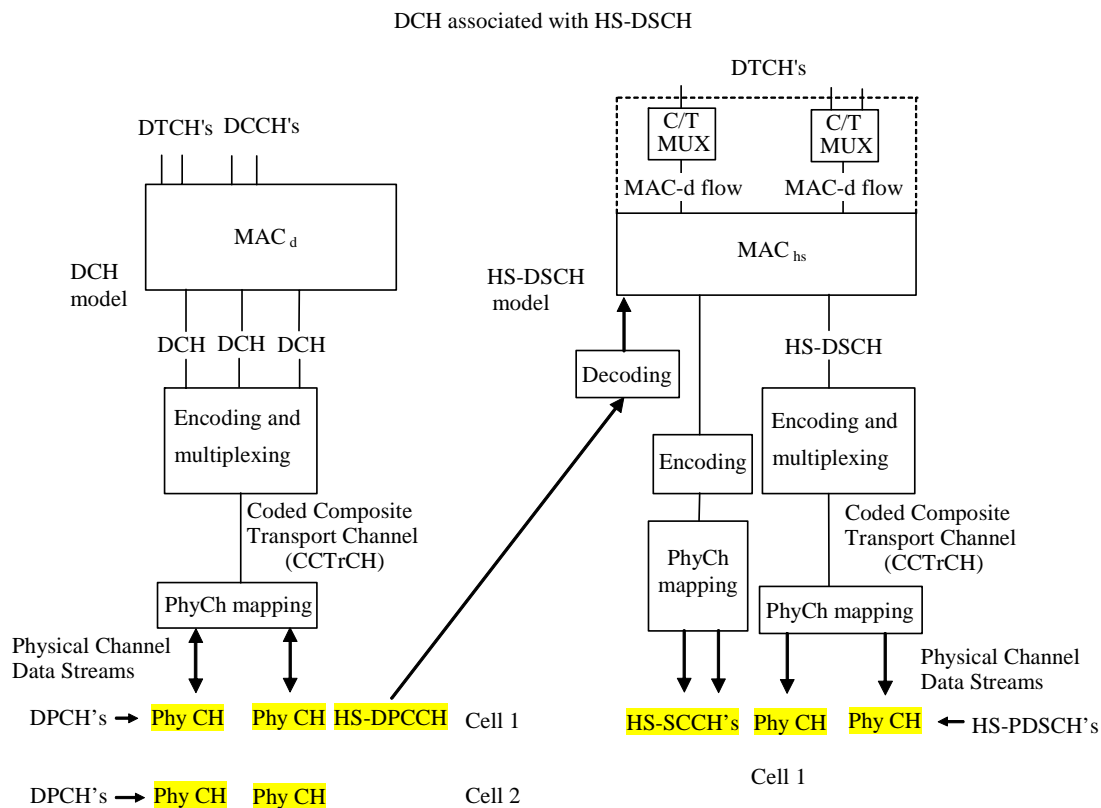 DCH associated with HS-DSCH
DTCH's DCCH's
MAC d
DCH
model
DCH DCH DCH
Encoding and
multiplexing
Coded Composite
Transport Channel
(CCTrCH)
PhyCh mapping
Physical Channel
Data Streams
DPCH's Phy CH Phy CH HS-DPCCH Cell 1
DPCH's Phy CH Phy CH Cell 2
DTCH's
C/T
MUX
C/T
MUX
MAC-d flow MAC-d flow
MAC hs
HS-DSCH
model
Decoding
HS-DSCH
Encoding
Encoding and
multiplexing
PhyCh
mapping
Coded Composite
Transport Channel
(CCTrCH)
PhyCh mapping
Physical Channel
Data Streams
HS-SCCH's Phy CH Phy CH HS-PDSCH's
Cell 1